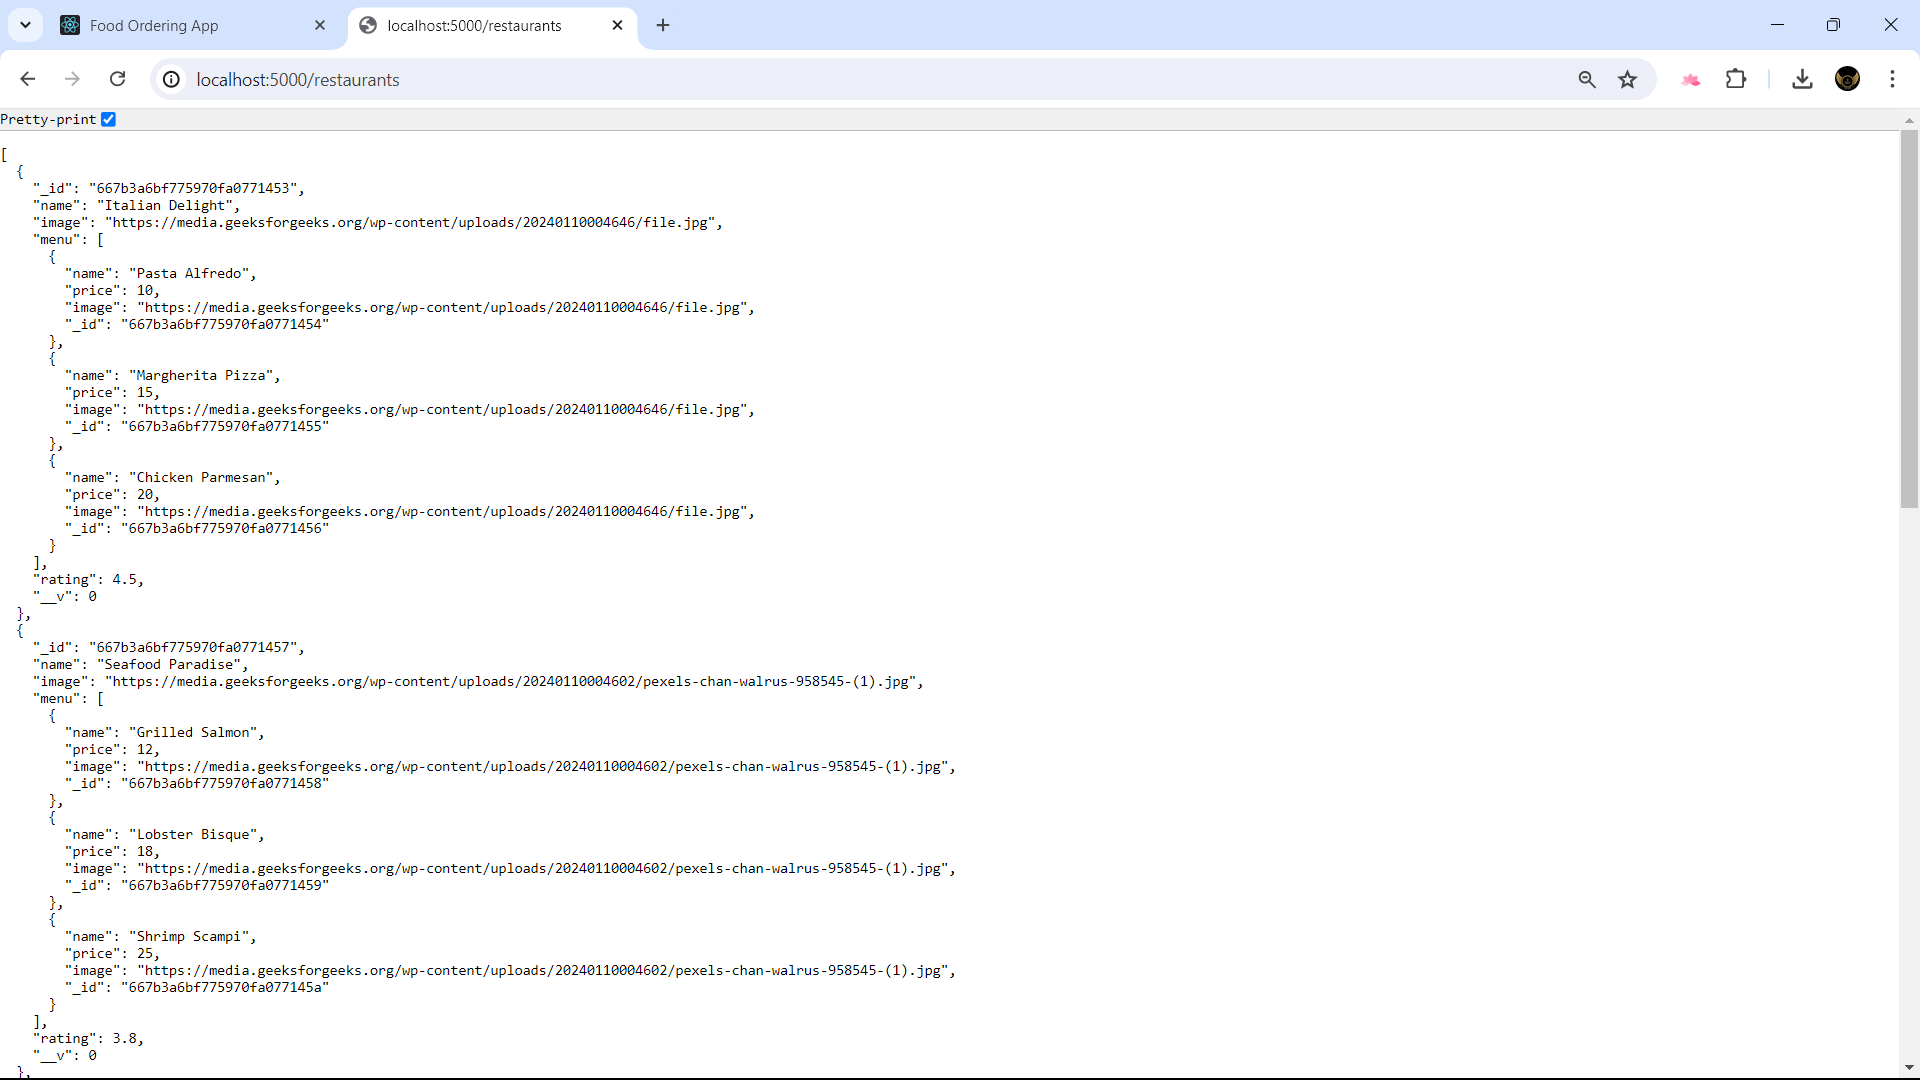 Food Ordering App
localhost:5000/restaurants
localhost:5000/restaurants
Pretty-print
[
  {
    "_id": "667b3a6bf775970fa0771453",
    "name": "Italian Delight",
    "image": "https://media.geeksforgeeks.org/wp-content/uploads/20240110004646/file.jpg",
    "menu": [
      {
        "name": "Pasta Alfredo",
        "price": 10,
        "image": "https://media.geeksforgeeks.org/wp-content/uploads/20240110004646/file.jpg",
        "_id": "667b3a6bf775970fa0771454"
      },
      {
        "name": "Margherita Pizza",
        "price": 15,
        "image": "https://media.geeksforgeeks.org/wp-content/uploads/20240110004646/file.jpg",
        "_id": "667b3a6bf775970fa0771455"
      },
      {
        "name": "Chicken Parmesan",
        "price": 20,
        "image": "https://media.geeksforgeeks.org/wp-content/uploads/20240110004646/file.jpg",
        "_id": "667b3a6bf775970fa0771456"
      }
    ],
    "rating": 4.5,
    "__v": 0
  },
  {
    "_id": "667b3a6bf775970fa0771457",
    "name": "Seafood Paradise",
    "image": "https://media.geeksforgeeks.org/wp-content/uploads/20240110004602/pexels-chan-walrus-958545-(1).jpg",
    "menu": [
      {
        "name": "Grilled Salmon",
        "price": 12,
        "image": "https://media.geeksforgeeks.org/wp-content/uploads/20240110004602/pexels-chan-walrus-958545-(1).jpg",
        "_id": "667b3a6bf775970fa0771458"
      },
      {
        "name": "Lobster Bisque",
        "price": 18,
        "image": "https://media.geeksforgeeks.org/wp-content/uploads/20240110004602/pexels-chan-walrus-958545-(1).jpg",
        "_id": "667b3a6bf775970fa0771459"
      },
      {
        "name": "Shrimp Scampi",
        "price": 25,
        "image": "https://media.geeksforgeeks.org/wp-content/uploads/20240110004602/pexels-chan-walrus-958545-(1).jpg",
        "_id": "667b3a6bf775970fa077145a"
      }
    ],
    "rating": 3.8,
    "__v": 0
  },